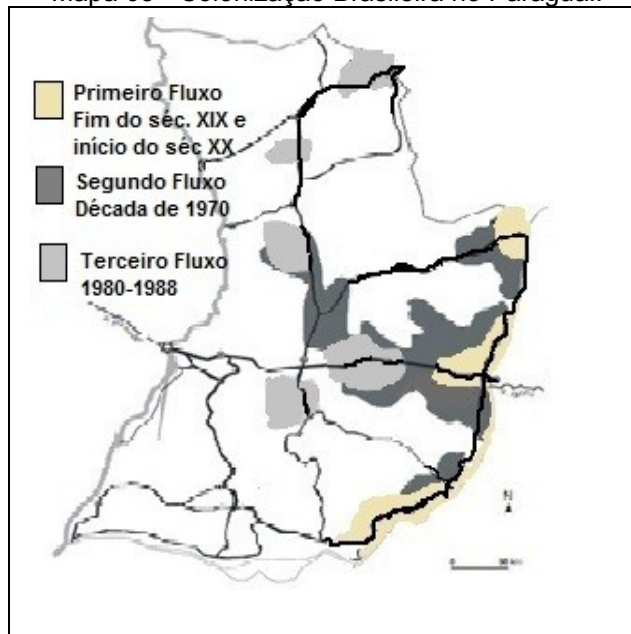 Primeiro Fluxo
Fim do séc. XIX e
início do séc XX
Segundo Fluxo
Década de 1970
Terceiro Fluxo
1980-1988
N
0